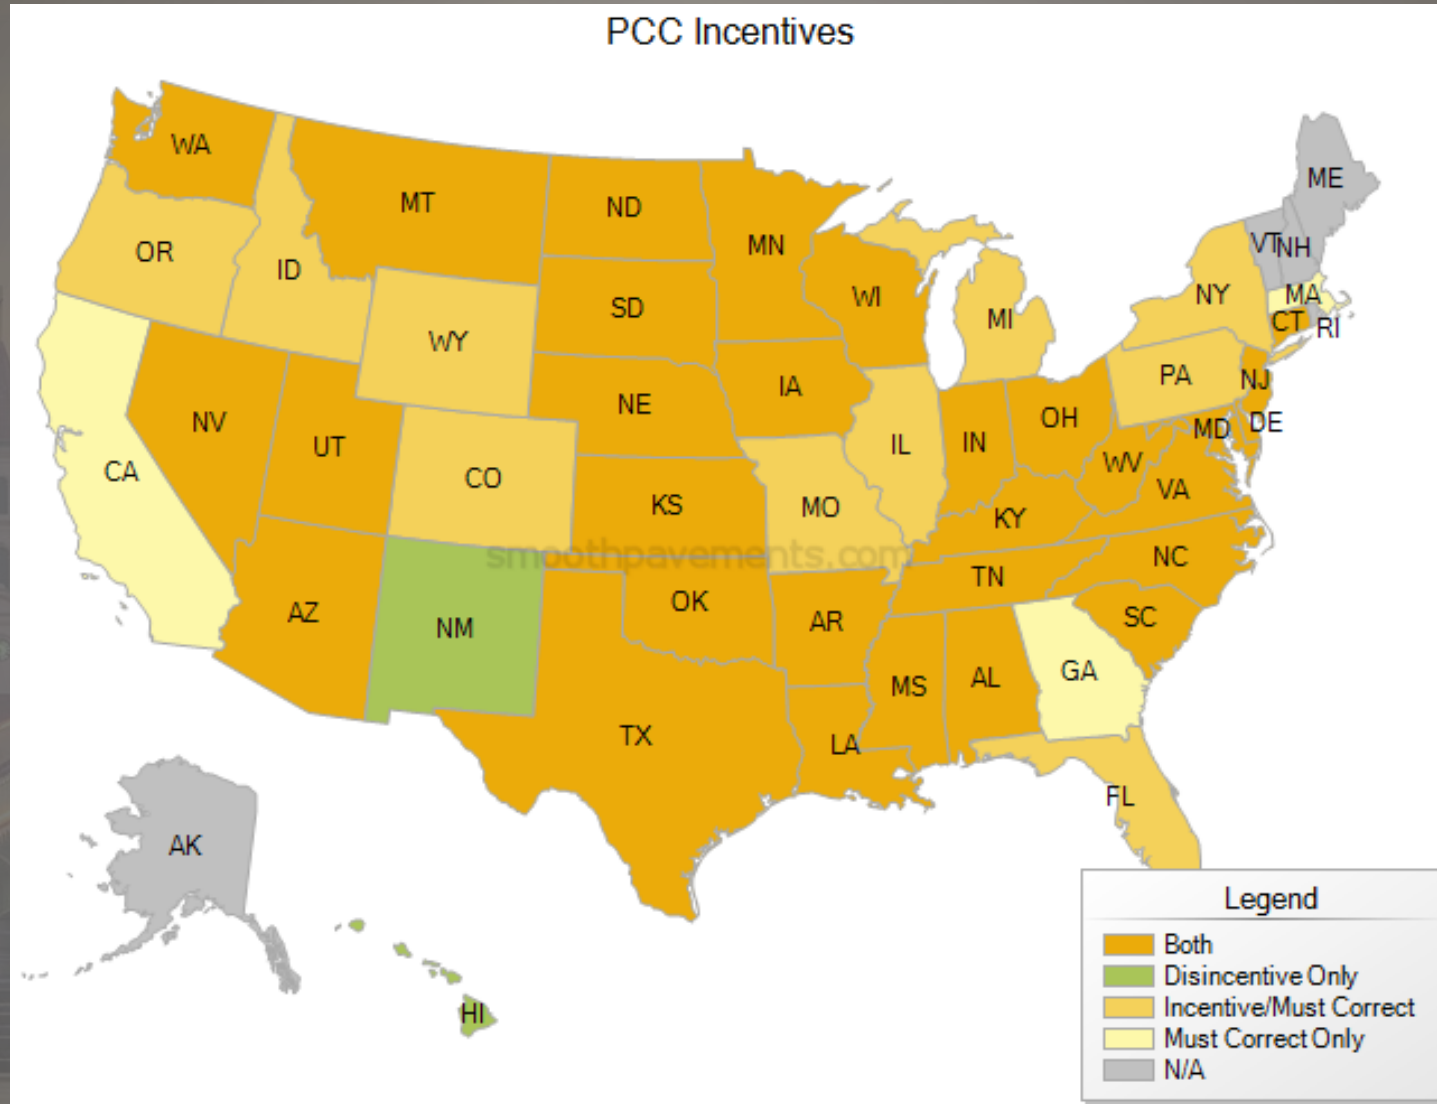 PCC Incentives
WA
MT
ND
MN
ME
OR
ID
SD
WI
MI
NY
VT
NH
MA
CT
RI
WY
NE
IA
PA
NJ
NV
UT
CO
IL
IN
OH
MD
DE
CA
KS
MO
WV
VA
KY
smoothpavements.com
NC
TN
AZ
NM
OK
AR
SC
MS
AL
GA
TX
LA
FL
AK
HI
Legend
Both
Disincentive Only
Incentive/Must Correct
Must Correct Only
N/A